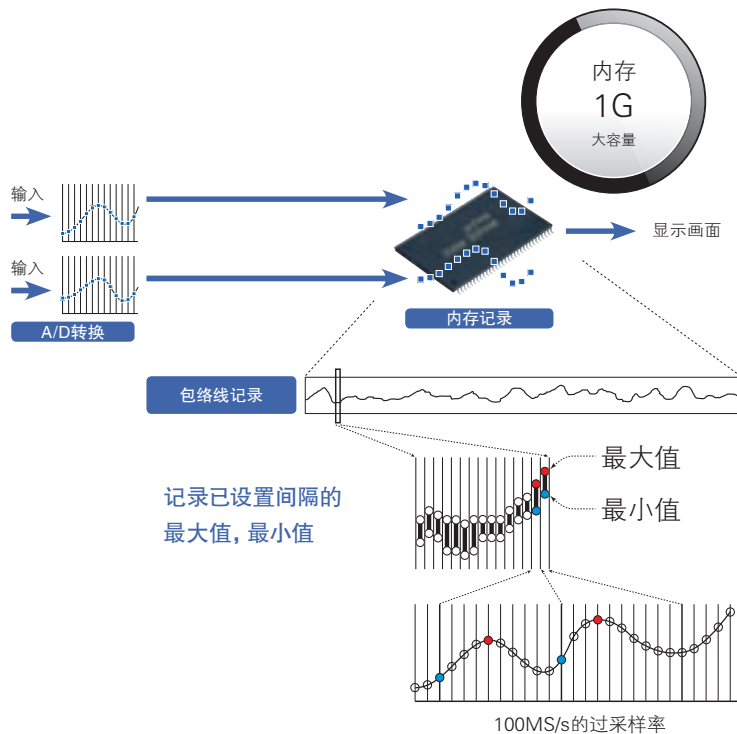 内存
1G
大容量
输入
输入
显示画面
A/D转换
内存记录
包络线记录
最大值
最小值
记录已设置间隔的
最大值, 最小值
100MS/s的过采样率